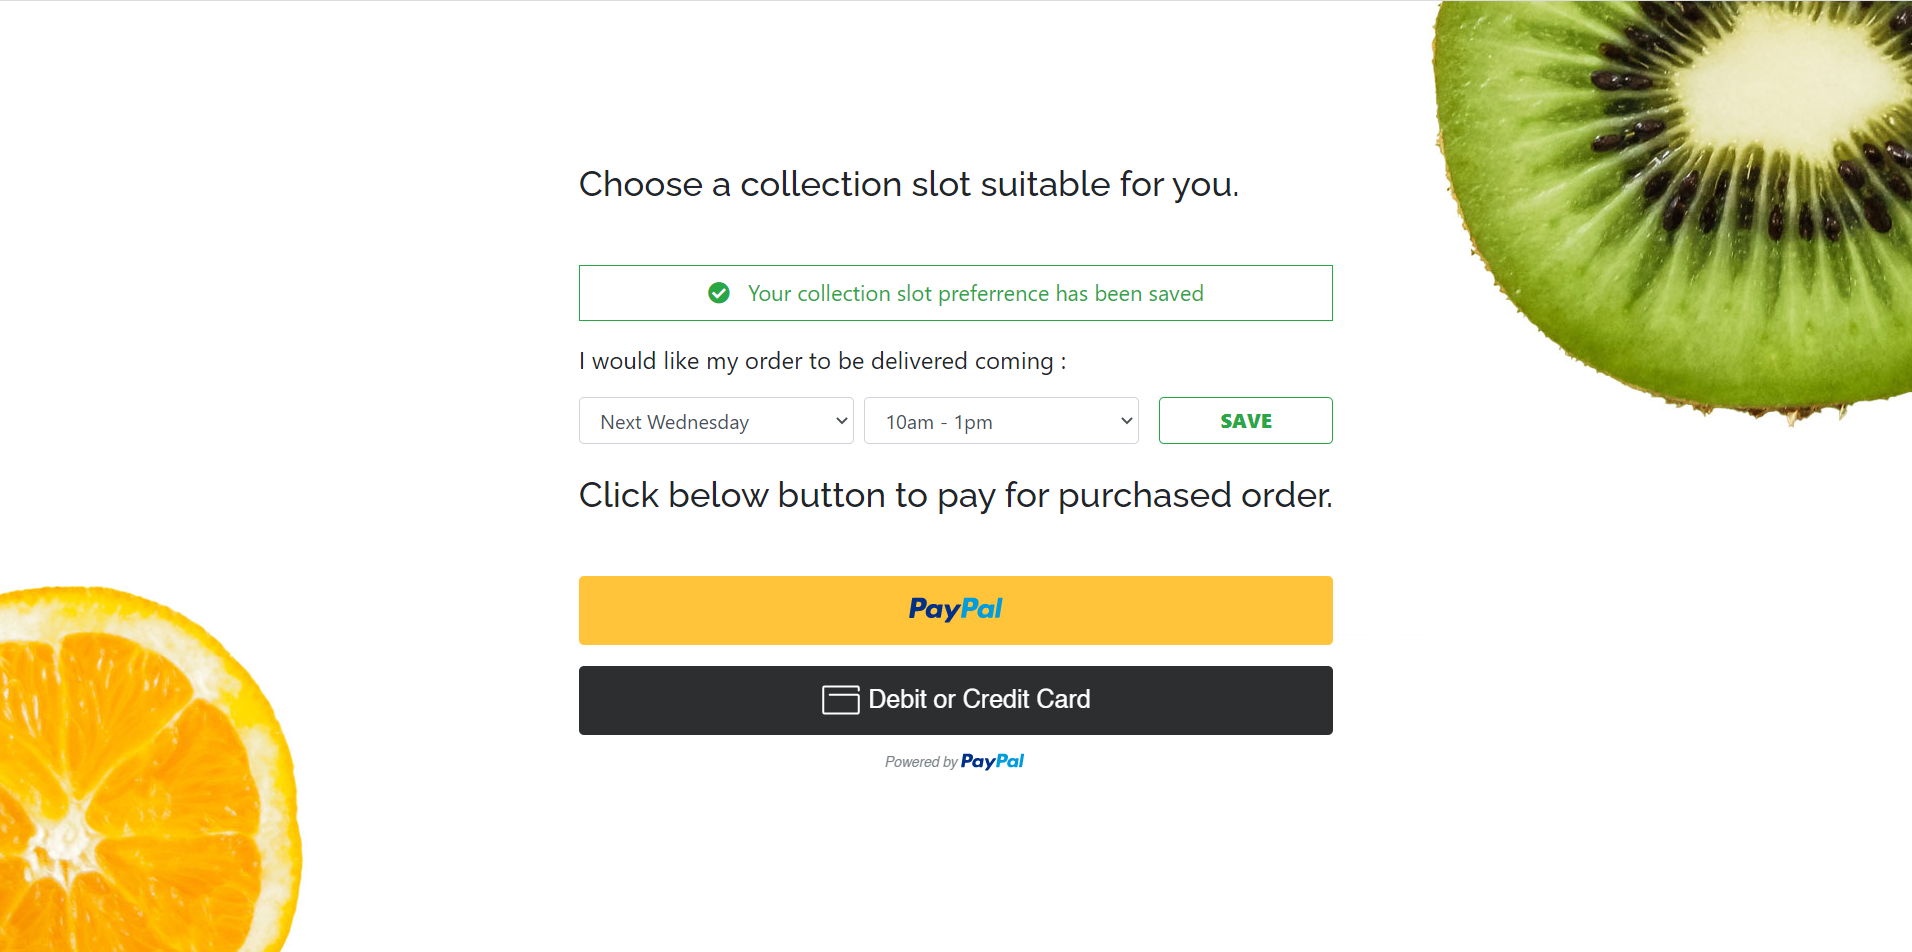 Choose a collection slot suitable for you.
Your collection slot preferrence has been saved
I would like my order to be delivered coming :
Next Wednesday 10am - 1pm SAVE
Click below button to pay for purchased order.
PayPal
Debit or Credit Card
Powered by PayPal